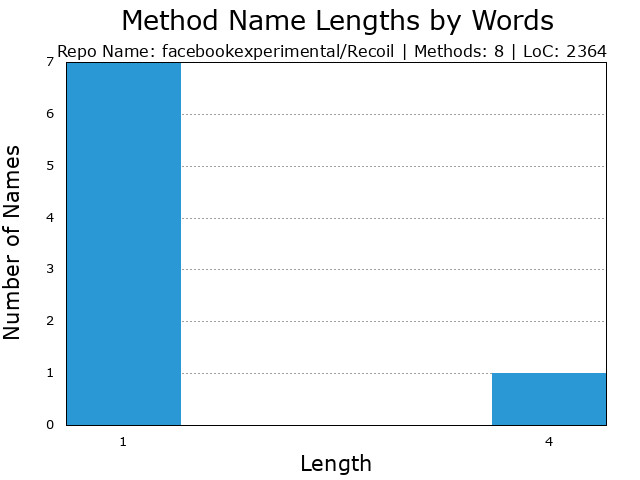 Method Name Lengths by Words
Repo Name: facebookexperimental/Recoil | Methods: 8 | LoC: 2364
Number of Names
7
6
5
4
3
2
1
0
1 4
Length